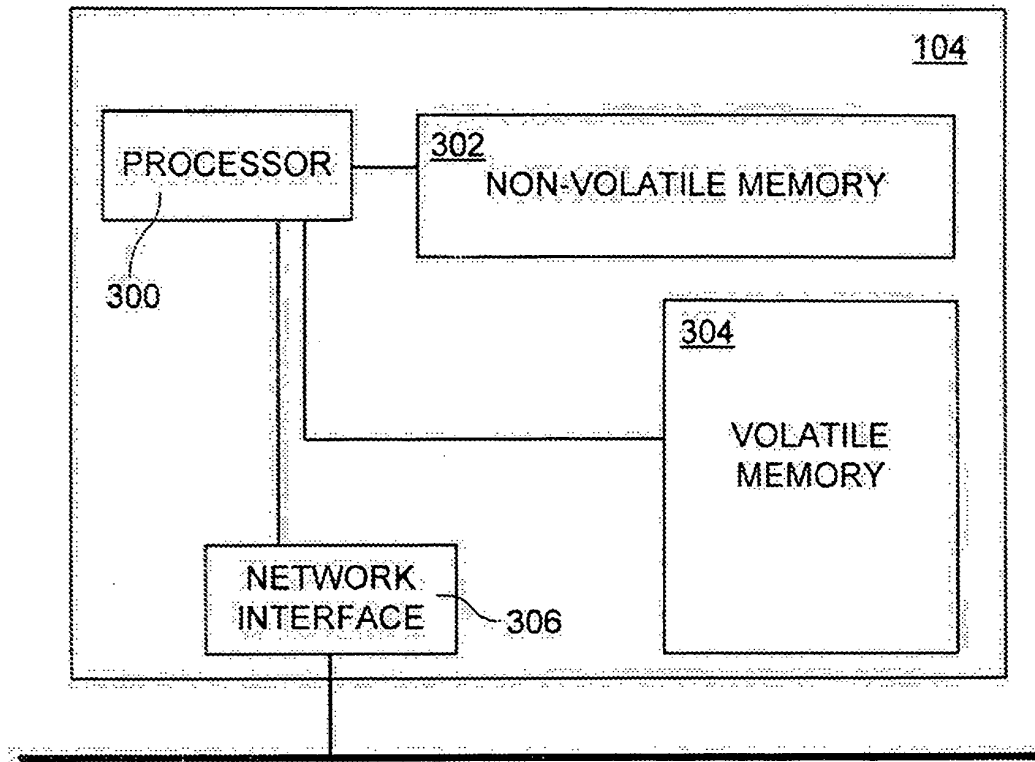 104
PROCESSOR
300
302
NON-VOLATILE MEMORY
304
VOLATILE
MEMORY
NETWORK
INTERFACE
306